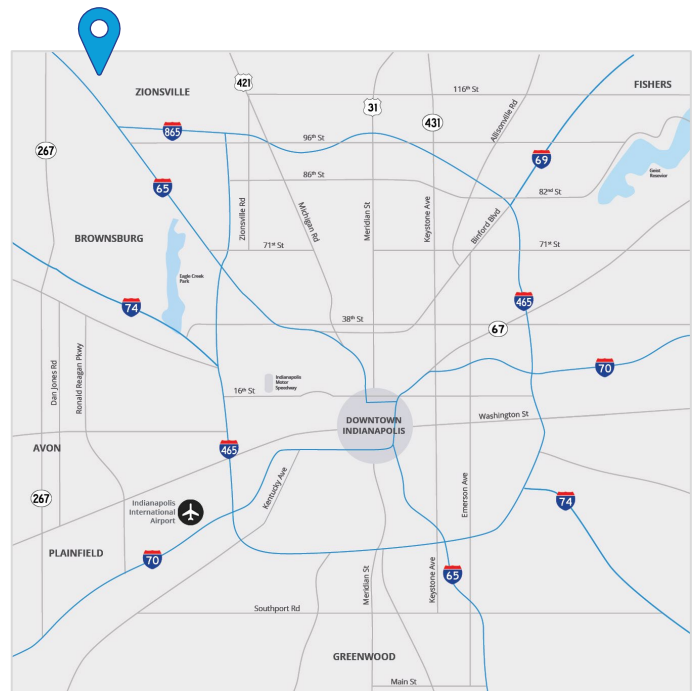 421
ZIONSVILLE
FISHERS
116th St
31
431
Allisonville Rd
865
96th St
267
69
65
86th St
82nd St
Geist
Reservoir
Zionsville Rd
Michigan Rd
Meridian St
Keystone Ave
Binford Blvd
BROWNSBURG
71st St
71st St
Eagle Creek
Park
74
465
38th St
67
70
Dan Jones Rd
Ronald Reagan Pkwy
Indianapolis
Motor
Speedway
16th St
DOWNTOWN
INDIANAPOLIS
Washington St
AVON
465
267
Kentucky Ave
Emerson Ave
74
Indianapolis
International
Airport
PLAINFIELD
70
Meridian St
Keystone Ave
65
Southport Rd
GREENWOOD
Main St